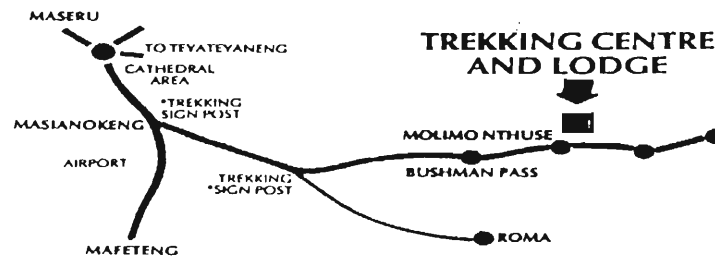 MASERU
TO TEYATEYANENG
CATHEDRAL
AREA
TREKKING CENTRE
AND LODGE
*TREKKING
SIGN POST
MASIANOKENG
MOLIMO NTHUSE
AIRPORT
BUSHMAN PASS
TREKKING
*SIGN POST
ROMA
MAFETENG